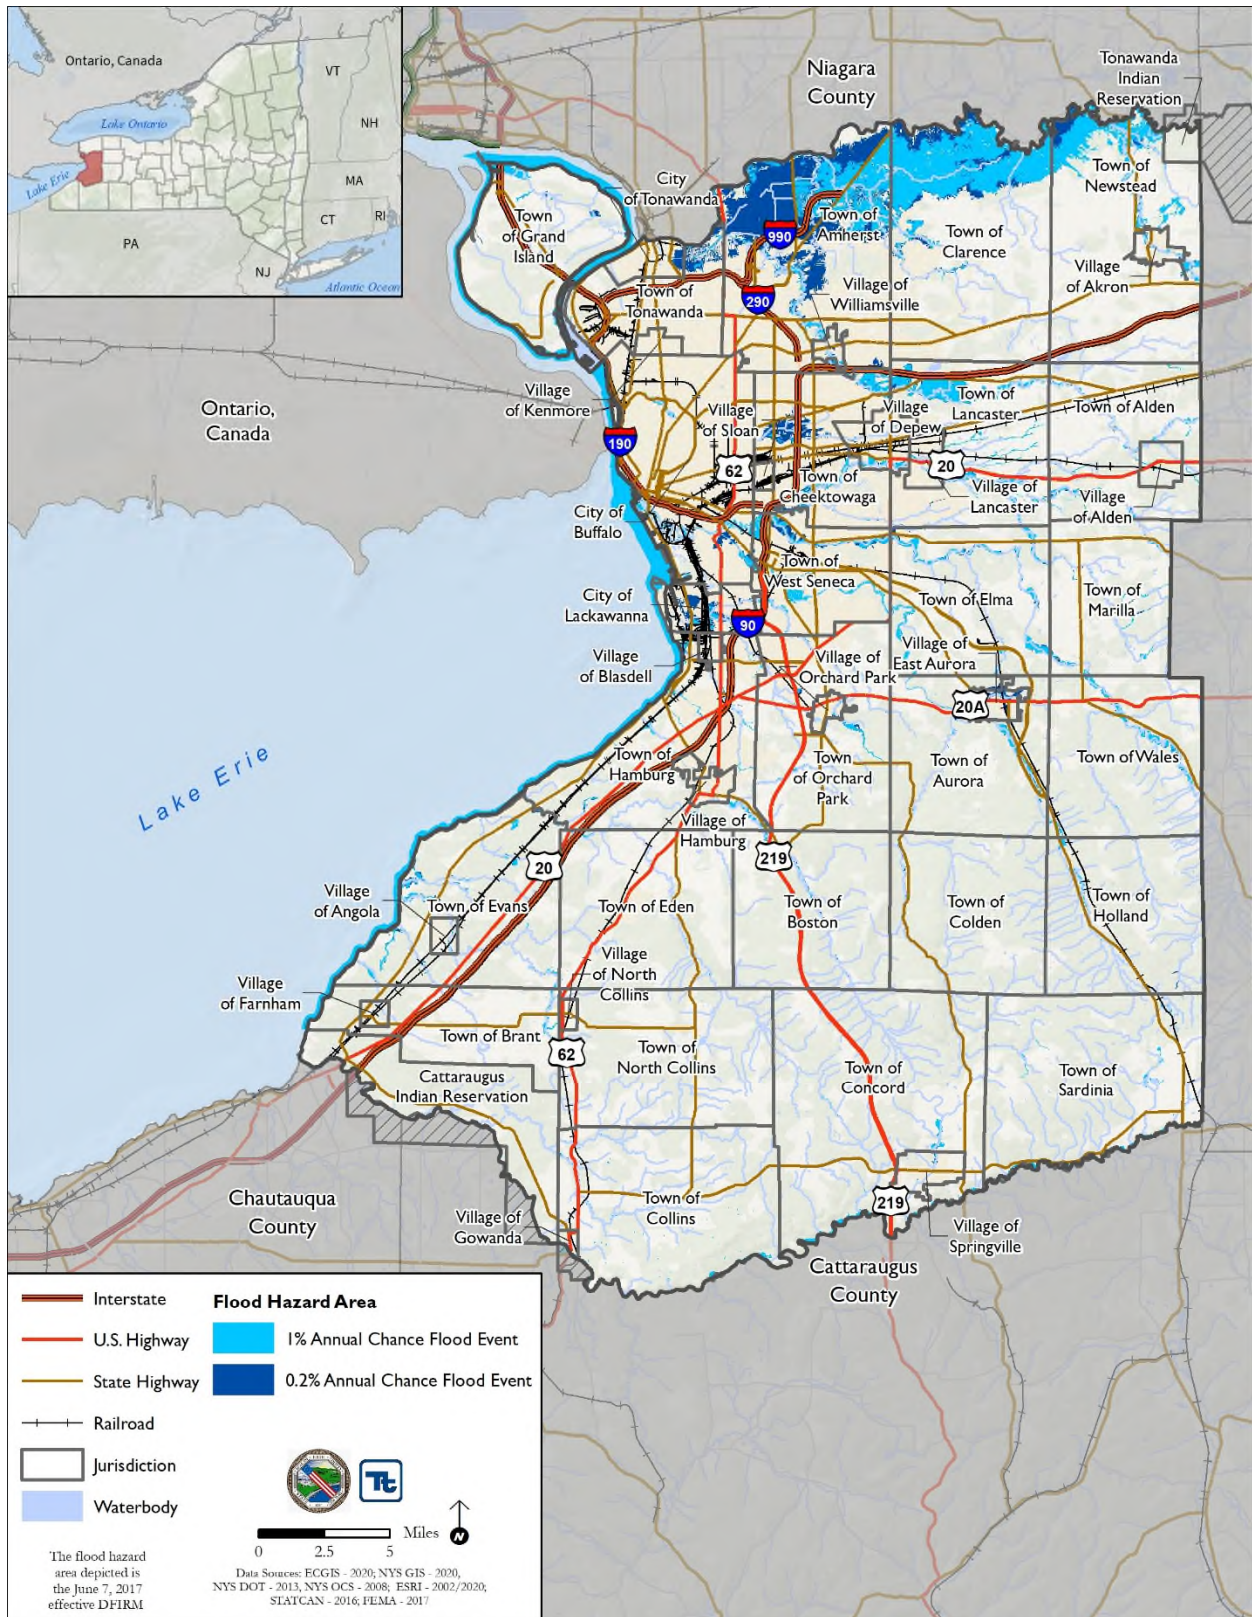 Ontario, Canada
VT
NH
Lake Ontario
MA
Lake Erie
CT
RI
PA
NJ
Atlantic Ocean
Niagara
County
Tonawanda
Indian
Reservation
City
of Tonawanda
Town of
Newstead
Town
of Grand
Island
990
Town of
Amherst
Town of
Clarence
Village
of Akron
Village of
Williamsville
290
Town of
Tonawanda
Village
of Kenmore
Ontario,
Canada
190
Village
of Sloan
Village
of Depew
Town of
Lancaster
Town of Alden
62
20
Town of
Cheektowaga
Village of
Lancaster
Village
of Alden
City of
Buffalo
Town of
West Seneca
City of
Lackawanna
90
Town of Elma
Town of
Marilla
Village
of Blasdell
Village of
Orchard Park
Village of
East Aurora
20A
Lake Erie
Town of
Hamburg
Town
of Orchard
Park
Town of
Aurora
Town of Wales
Village of
Hamburg
20
219
Village
of Angola
Town of Evans
Town of Eden
Town of
Boston
Town of
Colden
Town of
Holland
Village
of Farnham
Village
of North
Collins
Town of Brant
62
Town of
North Collins
Town of
Concord
Town of
Sardinia
Cattaraugus
Indian Reservation
Chautauqua
County
Village of
Gowanda
Town of
Collins
219
Village of
Springville
Cattaraugus
County
Interstate
U.S. Highway
State Highway
Railroad
Jurisdiction
Waterbody
Flood Hazard Area
1% Annual Chance Flood Event
0.2% Annual Chance Flood Event
Tt
Miles
N
0 2.5 5
The flood hazard
area depicted is
the June 7, 2017
effective DFIRM
Data Sources: ECGIS - 2020; NYS GIS - 2020,
NYS DOT - 2013, NYS OCS - 2008; ESRI - 2002/2020;
STATCAN - 2016; FEMA - 2017